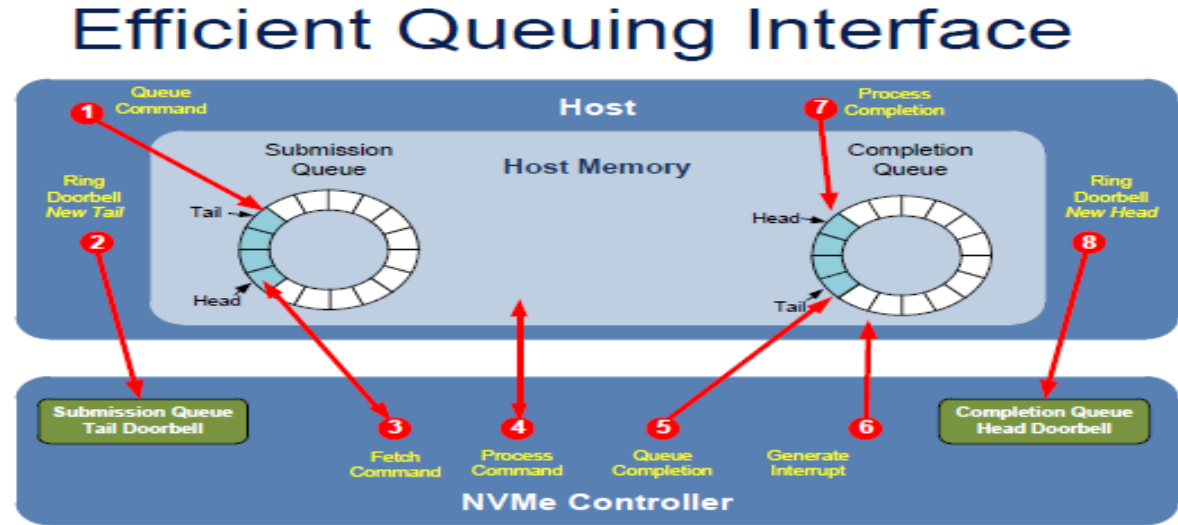 Efficient Queuing Interface
Queue
Command
1
Host
7
Process
Completion
Submission
Queue
Host Memory
Completion
Queue
Ring
Doorbell
New Tail
2
Tail
Head
Head
Tail
Ring
Doorbell
New Head
8
Submission Queue
Tail Doorbell
3
Fetch
Command
4
Process
Command
5
Queue
Completion
6
Generate
Interrupt
Completion Queue
Head Doorbell
NVMe Controller